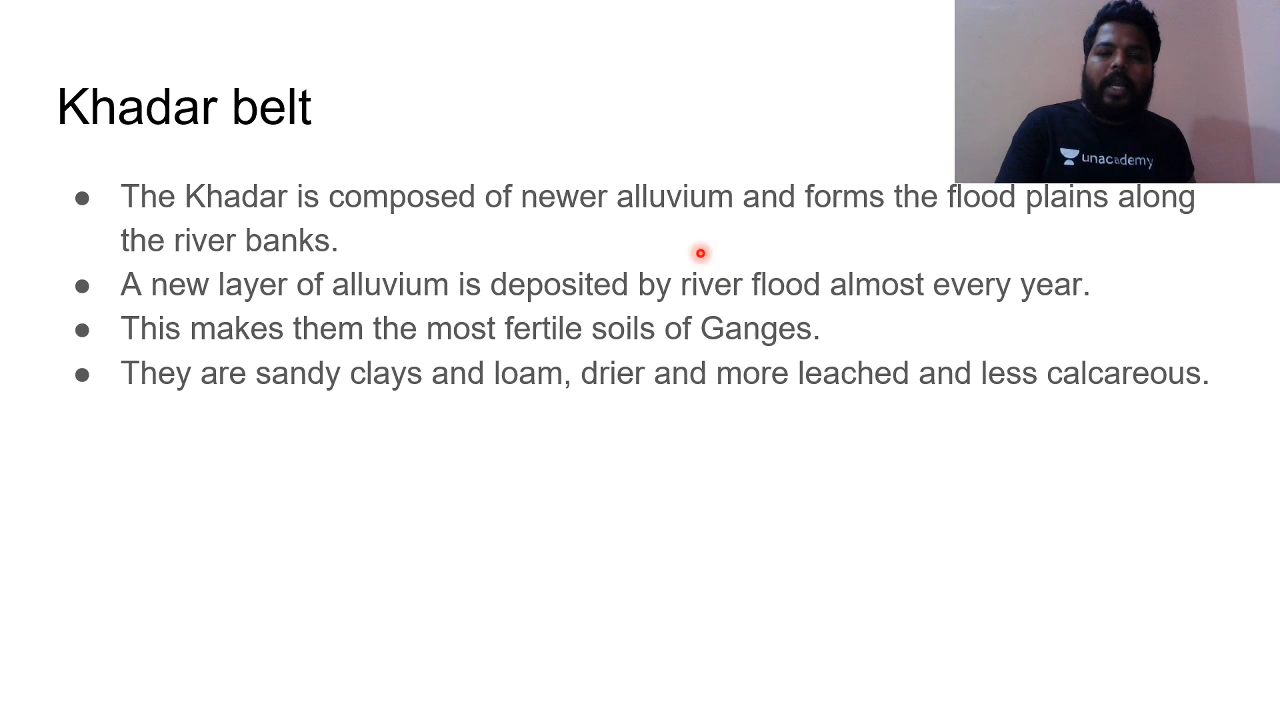 Khadar belt
unacademy
● The Khadar is composed of newer alluvium and forms the flood plains along
the river banks.
● A new layer of alluvium is deposited by river flood almost every year.
● This makes them the most fertile soils of Ganges.
● They are sandy clays and loam, drier and more leached and less calcareous.